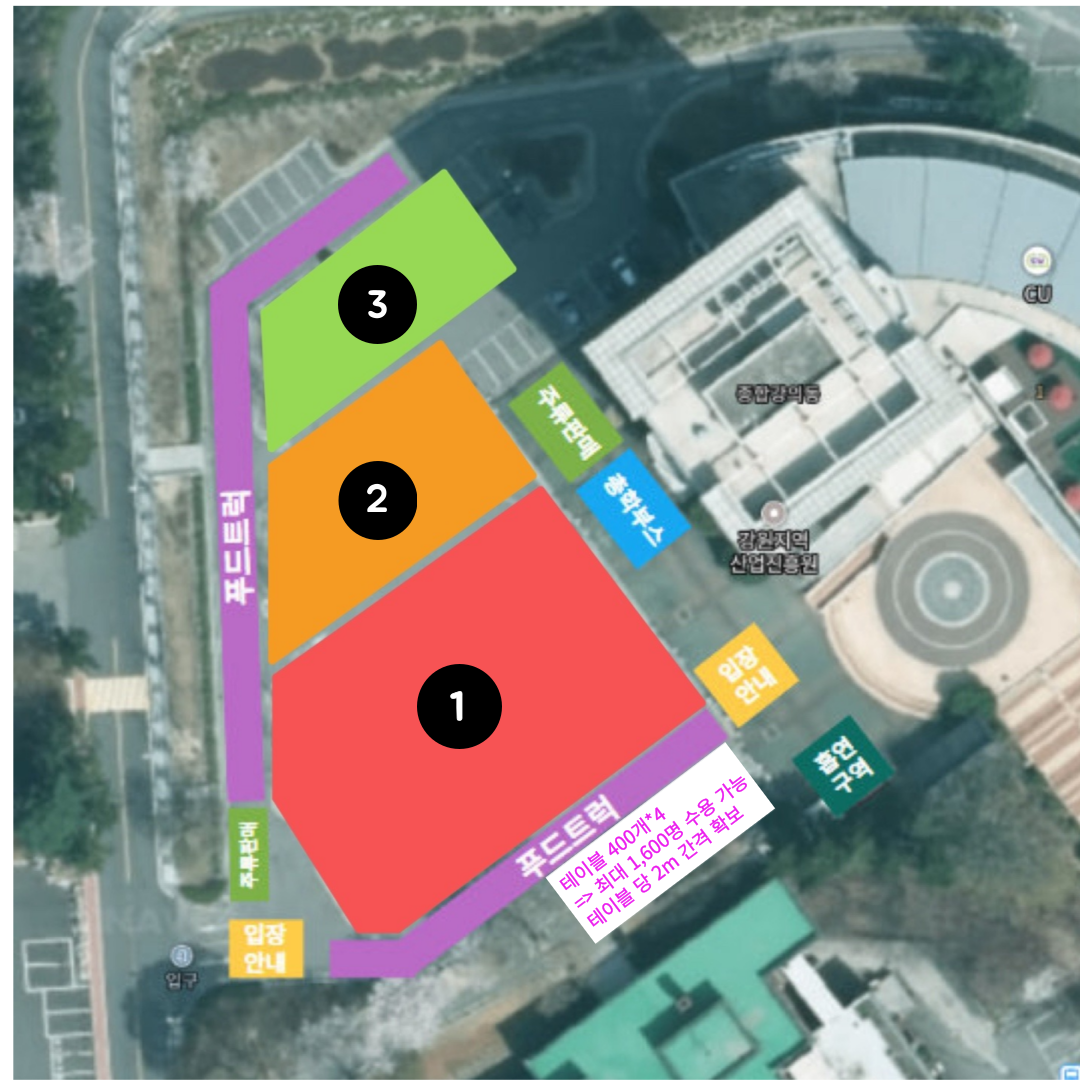 CU
3
종합강의동
1
주류판매
총학부스
2
푸드트럭
강원지역
산업진흥원
입장
안내
1
흡연
구역
푸드트럭
테이블 400개*4
=> 최대 1,600명 수용 가능
테이블 당 2m 간격 확보
주류판매
입장
안내
입구